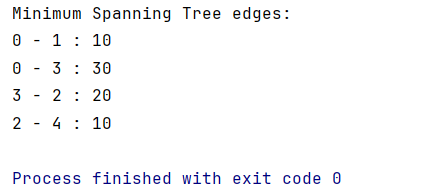 Minimum Spanning Tree edges:
0 - 1 : 10
0 - 3 : 30
3 - 2 : 20
2 - 4 : 10
Process finished with exit code 0